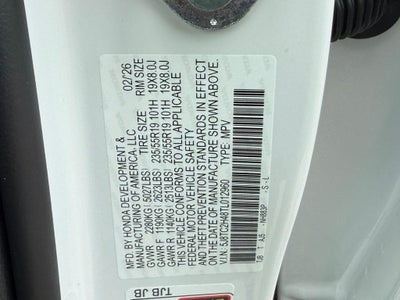 MFD. BY HONDA DEVELOPMENT &
MANUFACTURING OF AMERICA, LLC 02/26
TIRE SIZE RIM SIZE
GVWR 2280KG (5027LBS)
GAWR F 1190KG (2623LBS) 235/55R19 101H 19X8.0J
GAWR R 1140KG (2513LBS) 235/55R19 101H 19X8.0J
THIS VEHICLE CONFORMS TO ALL APPLICABLE
FEDERAL MOTOR VEHICLE SAFETY
AND THEFT PREVENTION STANDARDS IN EFFECT
ON THE DATE OF MANUFACTURE SHOWN ABOVE.
V.I.N.: TYPE: MPV
TJB JB